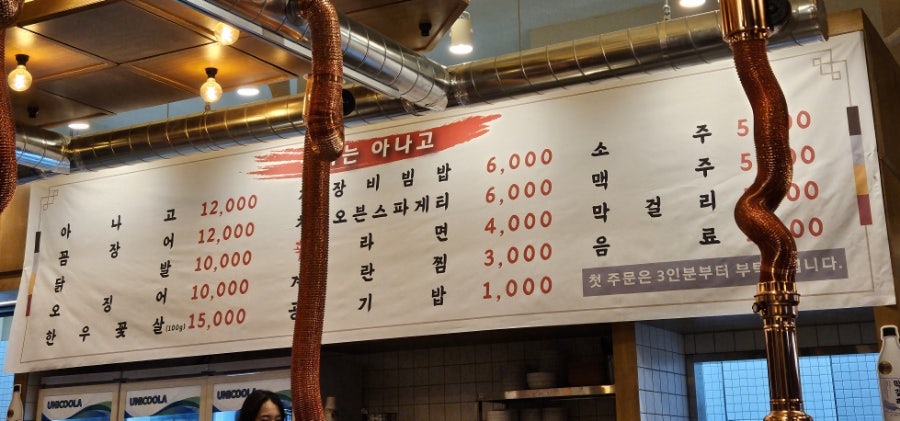 는 아나고
아나고 12,000
곰장어 12,000
닭발 10,000
오징어 10,000
한우꽃살(100g) 15,000
장비빔밥 6,000
오븐스파게티 6,000
라면 4,000
계란찜 3,000
공기밥 1,000
소주
맥주
막걸리
음료
첫 주문은 3인분부터 부탁 니다.
UNICOOLA
UNICOOLA
UNICOOLA